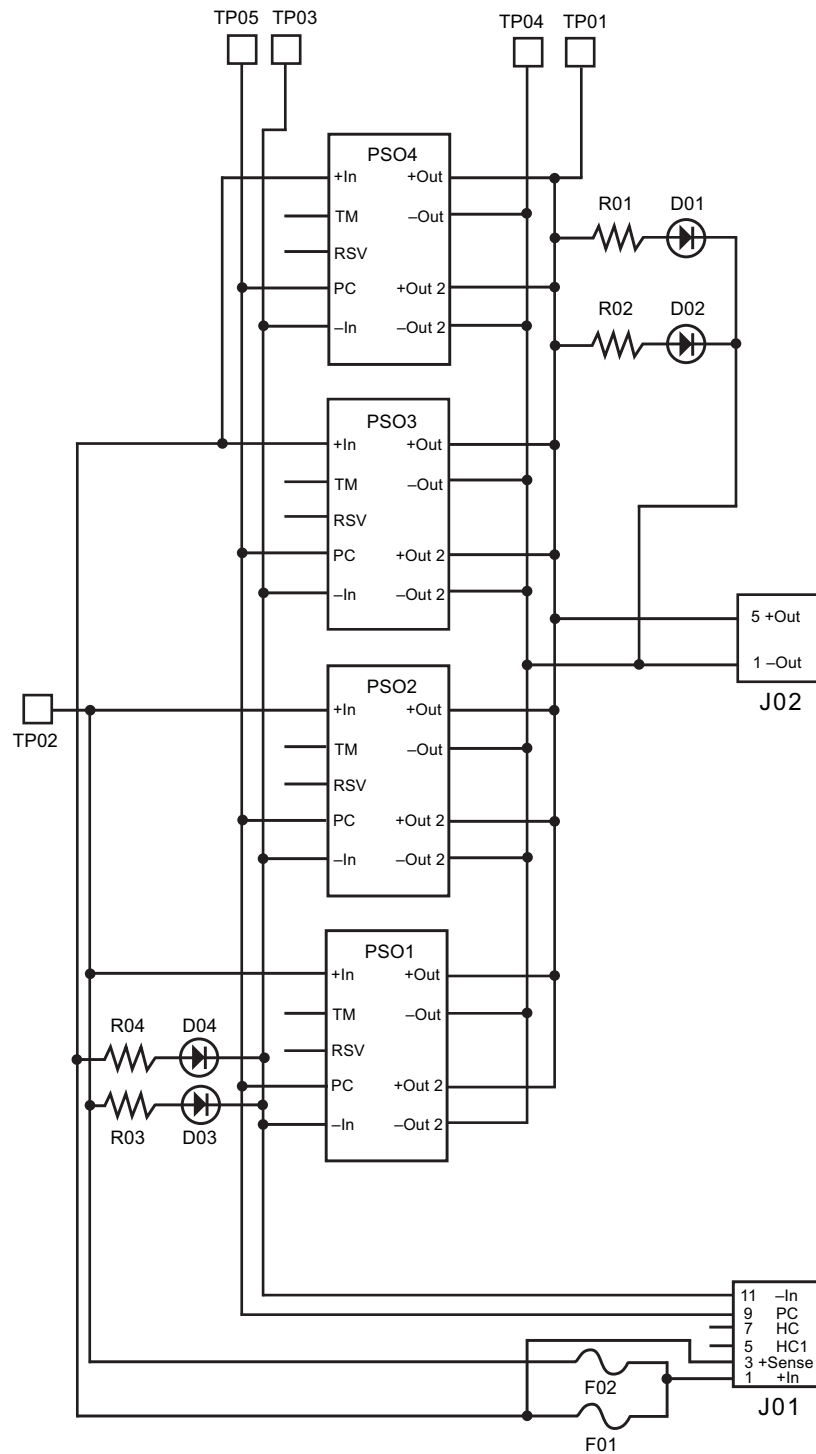 TP05 TP03 TP04 TP01
PSO4
+In +Out
TM –Out
RSV
PC +Out 2
–In –Out 2
R01 D01
R02 D02
PSO3
+In +Out
TM –Out
RSV
PC +Out 2
–In –Out 2
5 +Out
1 –Out
J02
TP02
PSO2
+In +Out
TM –Out
RSV
PC +Out 2
–In –Out 2
PSO1
+In +Out
TM –Out
RSV
PC +Out 2
–In –Out 2
R04 D04
R03 D03
11 –In
9 PC
7 HC
5 HC1
3 +Sense
1 +In
J01
F02
F01